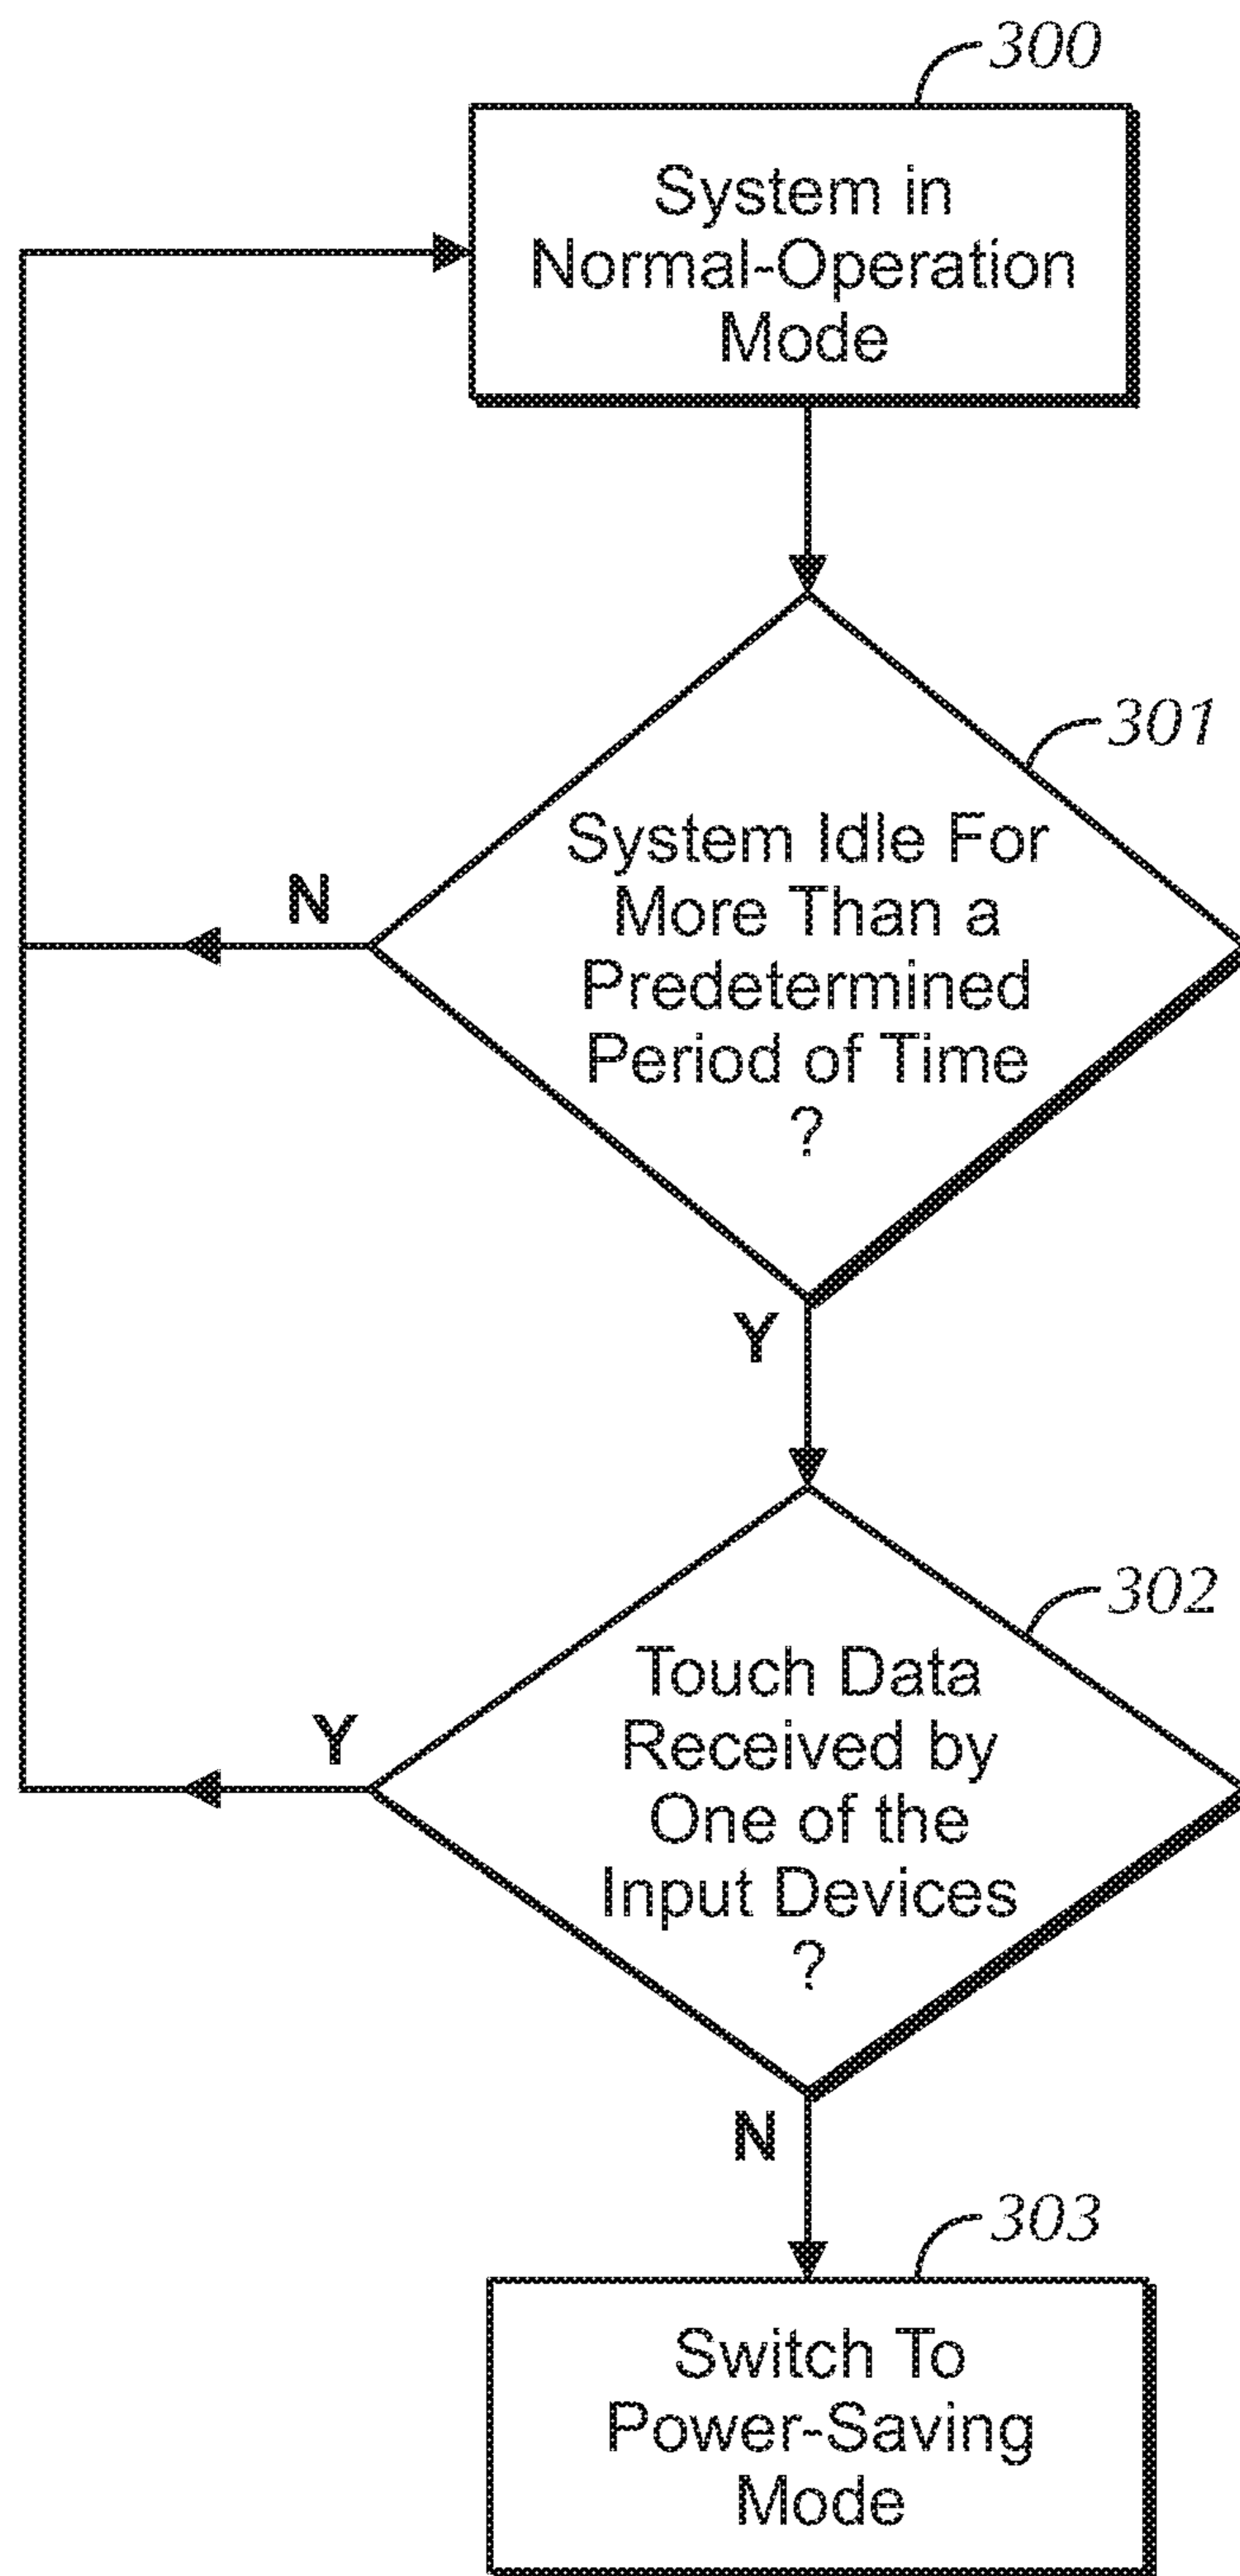 300
System in
Normal-Operation
Mode
301
System Idle For
More Than a
Predetermined
Period of Time
?
N
Y
302
Touch Data
Received by
One of the
Input Devices
?
Y
N
303
Switch To
Power-Saving
Mode